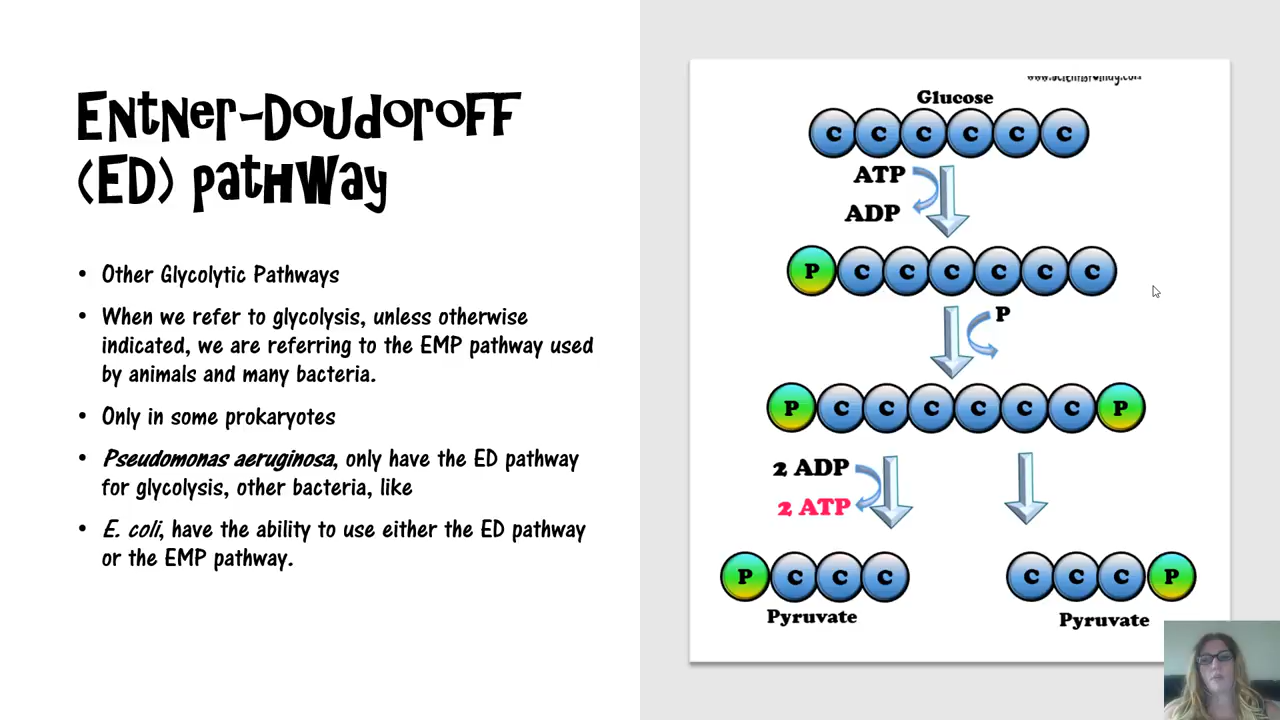 Entner-Doudoroff
(ED) pathway
• Other Glycolytic Pathways
• When we refer to glycolysis, unless otherwise
indicated, we are referring to the EMP pathway used
by animals and many bacteria.
• Only in some prokaryotes
• Pseudomonas aeruginosa, only have the ED pathway
for glycolysis, other bacteria, like
• E. coli, have the ability to use either the ED pathway
or the EMP pathway.
Glucose
C C C C C C
ATP
ADP
P C C C C C C
P
P C C C C C C P
2 ADP
2 ATP
P C C C
C C C P
Pyruvate
Pyruvate